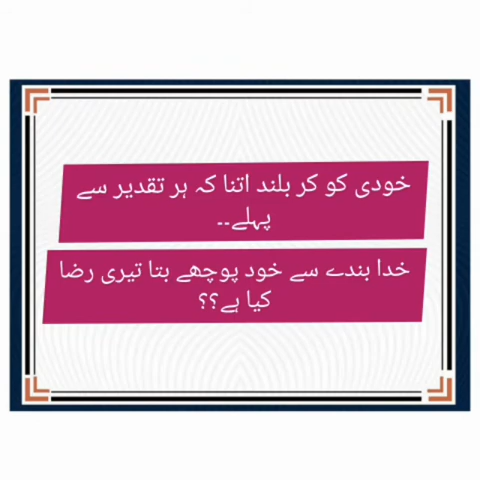 خودی کو کر بلند اتنا کہ ہر تقدیر سے
پہلے۔۔
خدا بندے سے خود پوچھے بتا تیری رضا
کیا ہے؟؟